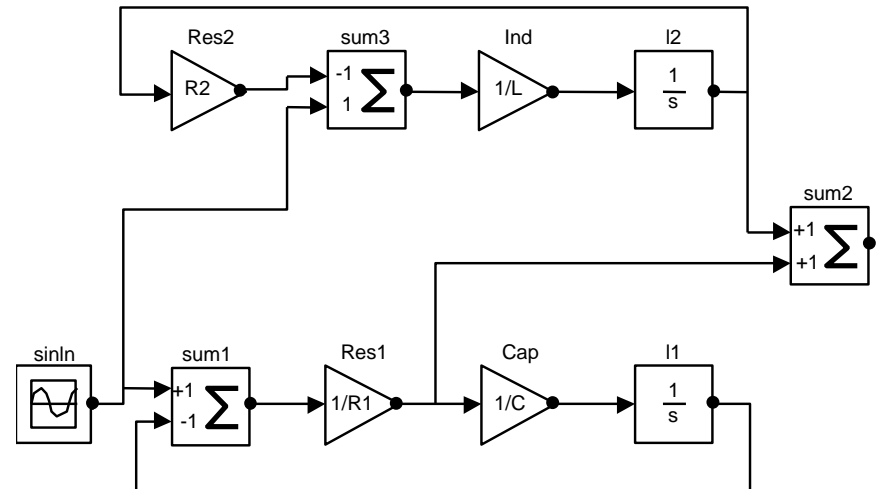 Res2
sum3
Ind
I2
R2
-1
1
Σ
1/L
1
s
sum2
+1
+1
Σ
sinIn
sum1
Res1
Cap
I1
+1
-1
Σ
1/R1
1/C
1
s